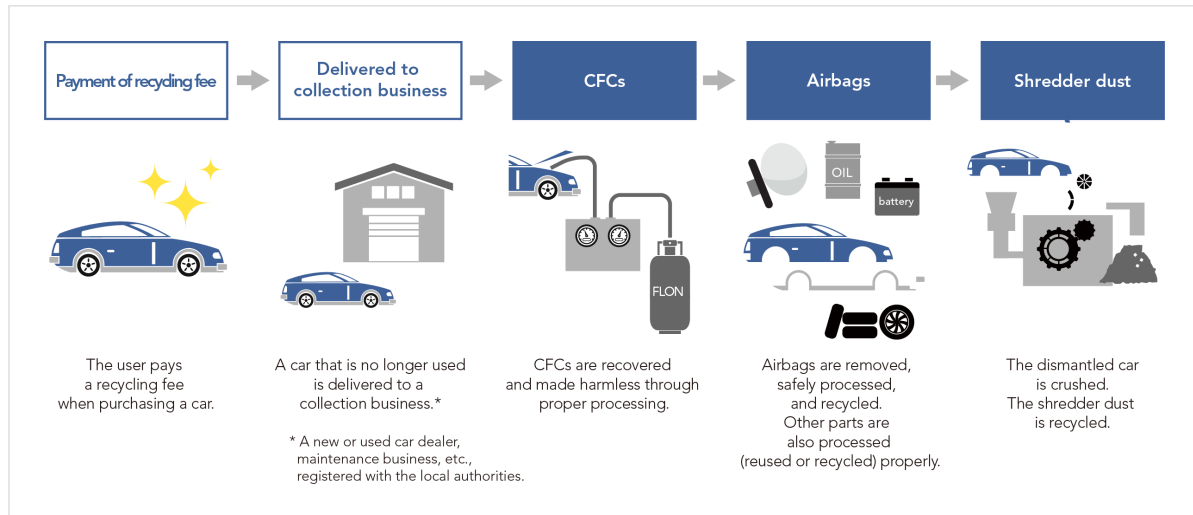 Payment of recycling fee
Delivered to
collection business
CFCs
Airbags
Shredder dust
OIL
battery
FLON
The user pays
a recycling fee
when purchasing a car.
A car that is no longer used
is delivered to a
collection business.*
* A new or used car dealer,
maintenance business, etc.,
registered with the local authorities.
CFCs are recovered
and made harmless through
proper processing.
Airbags are removed,
safely processed,
and recycled.
Other parts are
also processed
(reused or recycled) properly.
The dismantled car
is crushed.
The shredder dust
is recycled.